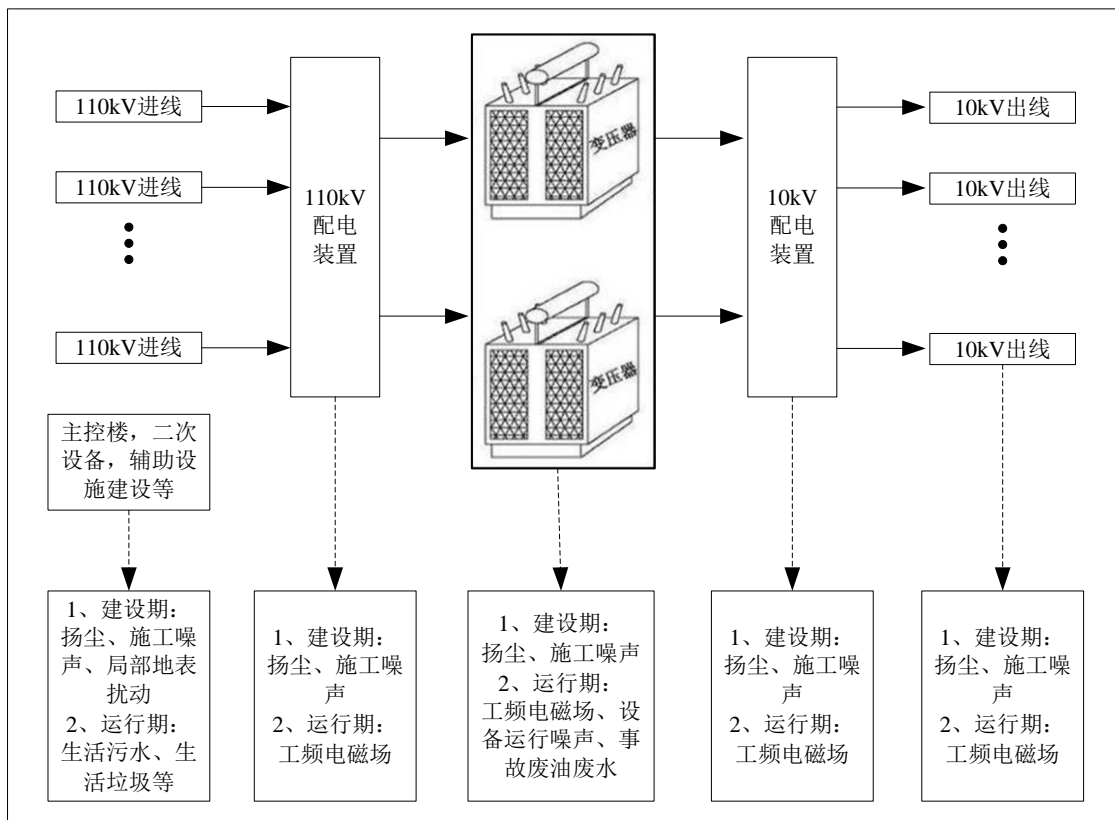 110kV进线
110kV进线
110kV进线
110kV
配电
装置
变压器
变压器
10kV
配电
装置
10kV出线
10kV出线
10kV出线
主控楼，二次
设备，辅助设
施建设等
1、建设期：
扬尘、施工噪
声、局部地表
扰动
2、运行期：
生活污水、生
活垃圾等
1、建设期：
扬尘、施工噪
声
2、运行期：
工频电磁场
1、建设期：
扬尘、施工噪声
2、运行期：
工频电磁场、设
备运行噪声、事
故废油废水
1、建设期：
扬尘、施工噪
声
2、运行期：
工频电磁场
1、建设期：
扬尘、施工噪
声
2、运行期：
工频电磁场